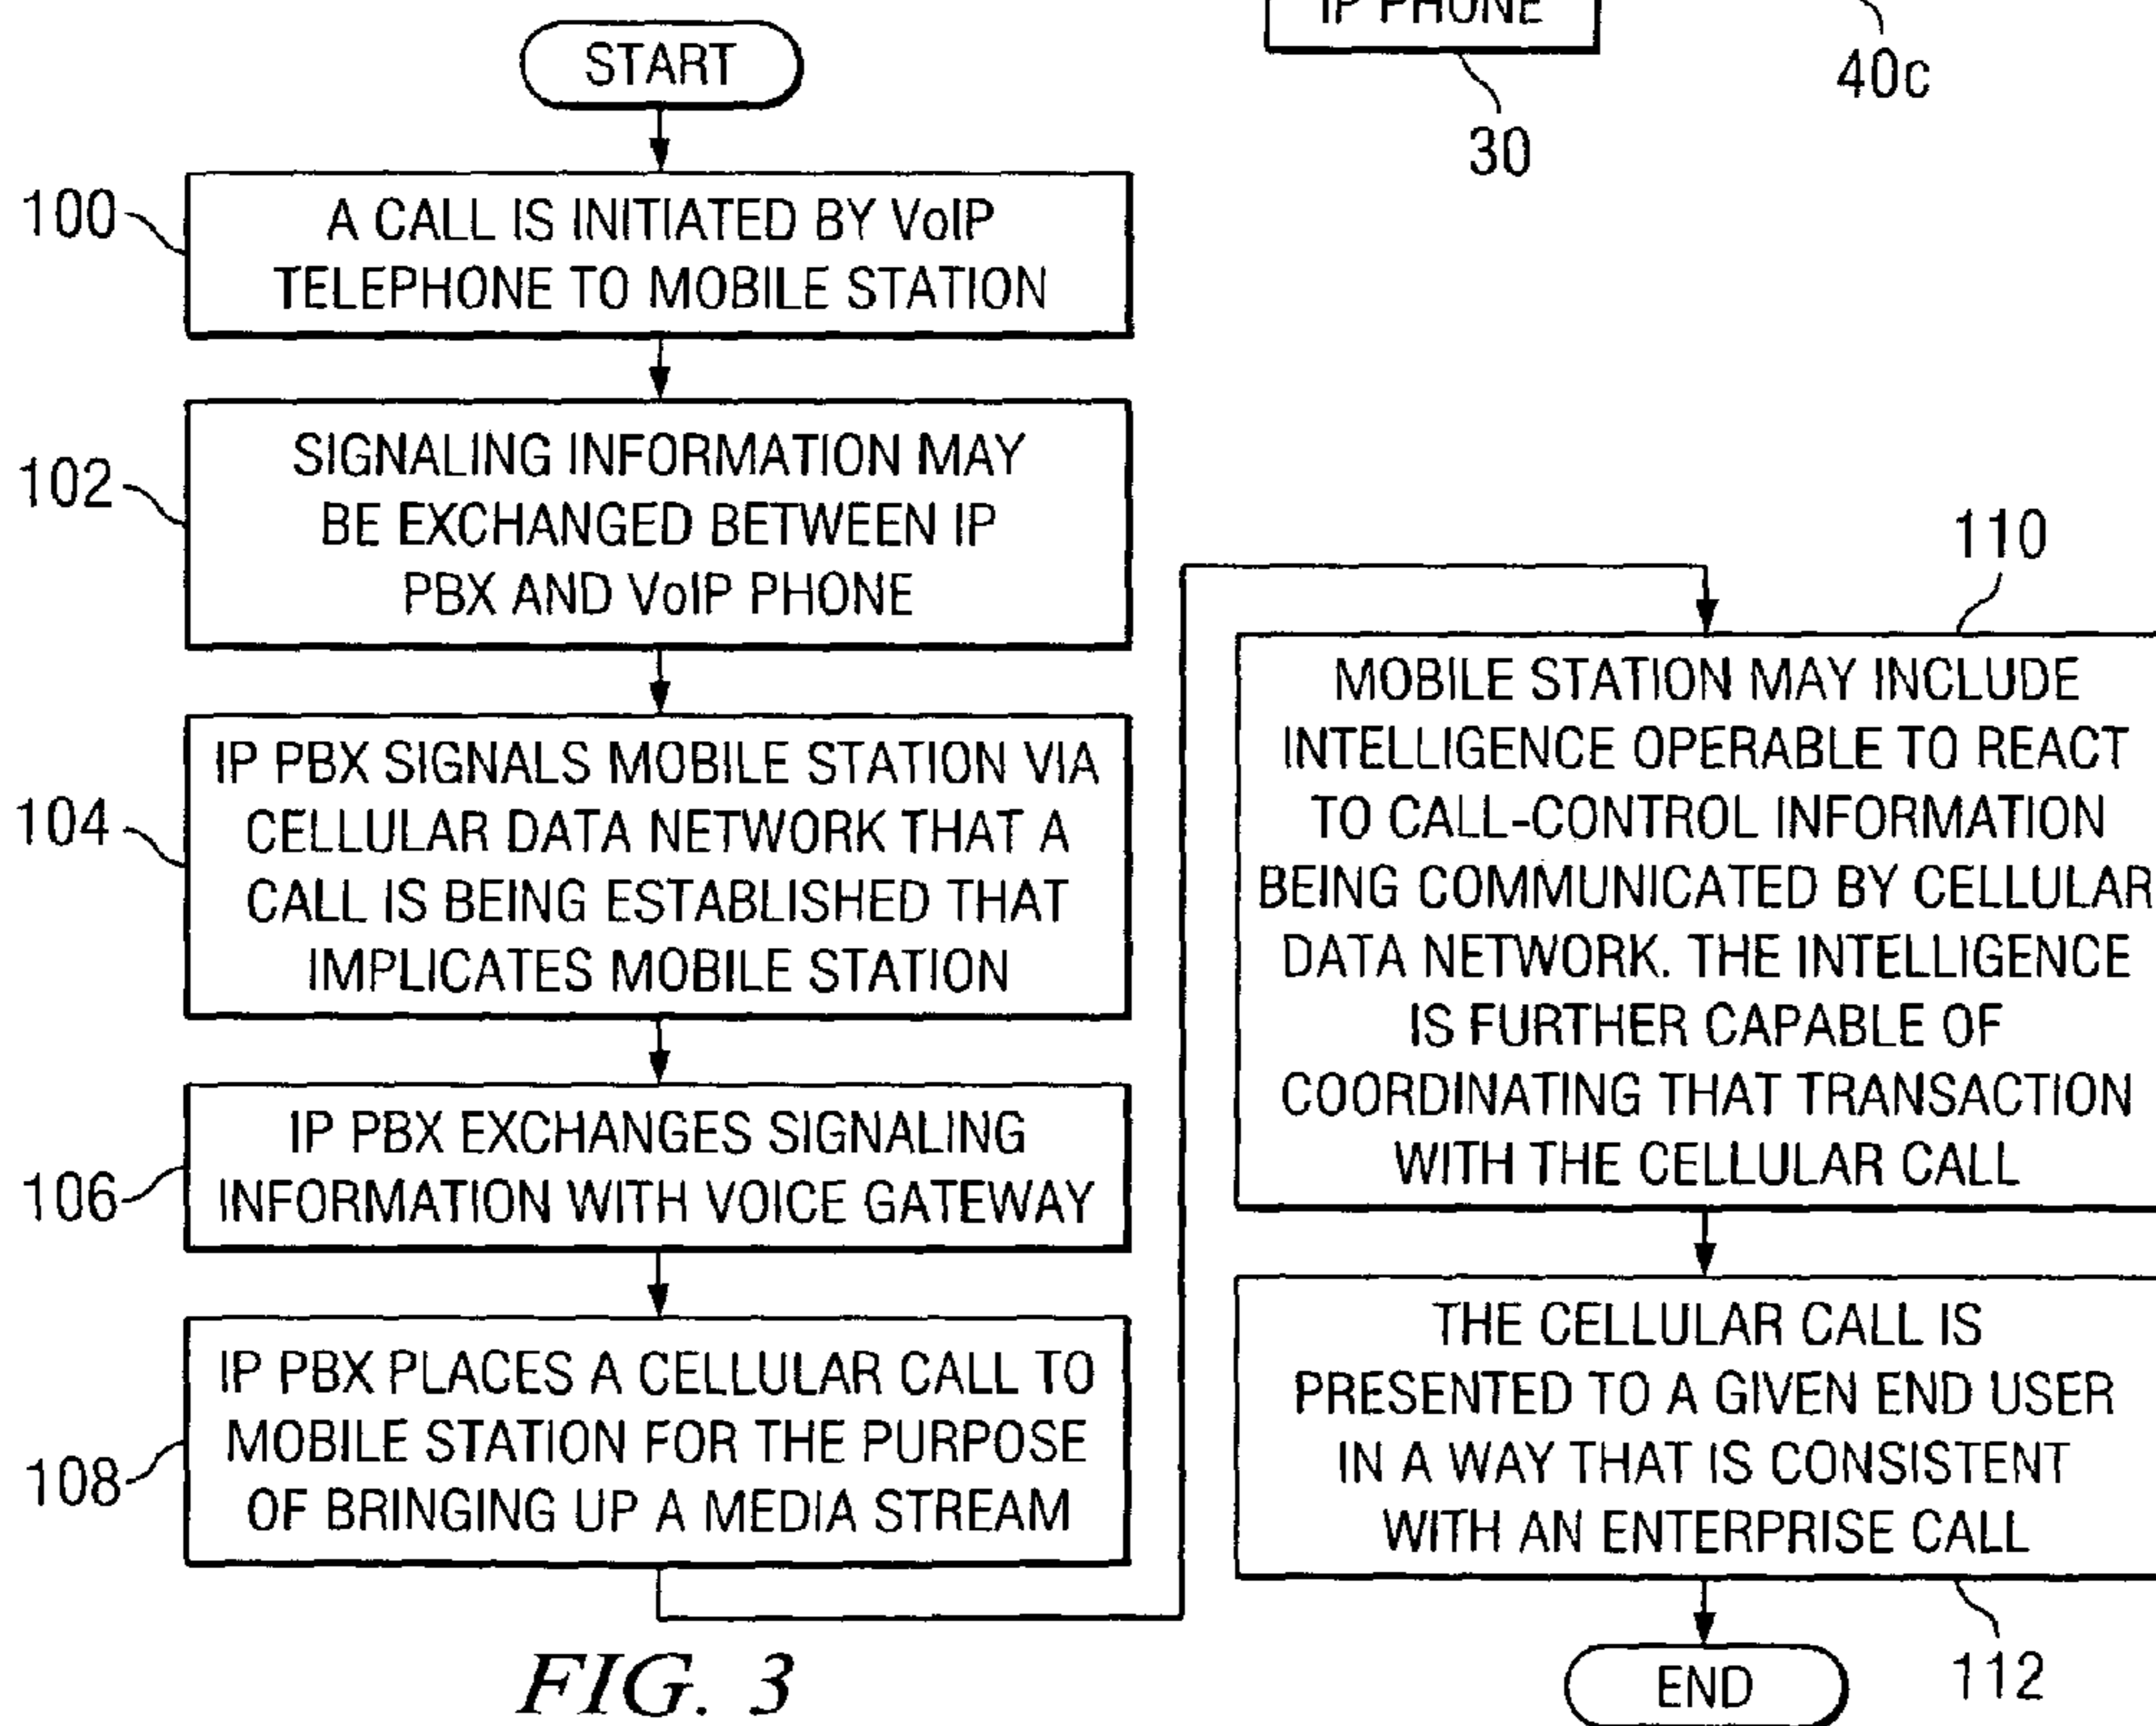 START
100
A CALL IS INITIATED BY VoIP
TELEPHONE TO MOBILE STATION
102
SIGNALING INFORMATION MAY
BE EXCHANGED BETWEEN IP
PBX AND VoIP PHONE
104
IP PBX SIGNALS MOBILE STATION VIA
CELLULAR DATA NETWORK THAT A
CALL IS BEING ESTABLISHED THAT
IMPLICATES MOBILE STATION
106
IP PBX EXCHANGES SIGNALING
INFORMATION WITH VOICE GATEWAY
108
IP PBX PLACES A CELLULAR CALL TO
MOBILE STATION FOR THE PURPOSE
OF BRINGING UP A MEDIA STREAM
FIG. 3
IP PHONE
30
40c
110
MOBILE STATION MAY INCLUDE
INTELLIGENCE OPERABLE TO REACT
TO CALL-CONTROL INFORMATION
BEING COMMUNICATED BY CELLULAR
DATA NETWORK. THE INTELLIGENCE
IS FURTHER CAPABLE OF
COORDINATING THAT TRANSACTION
WITH THE CELLULAR CALL
THE CELLULAR CALL IS
PRESENTED TO A GIVEN END USER
IN A WAY THAT IS CONSISTENT
WITH AN ENTERPRISE CALL
112
END